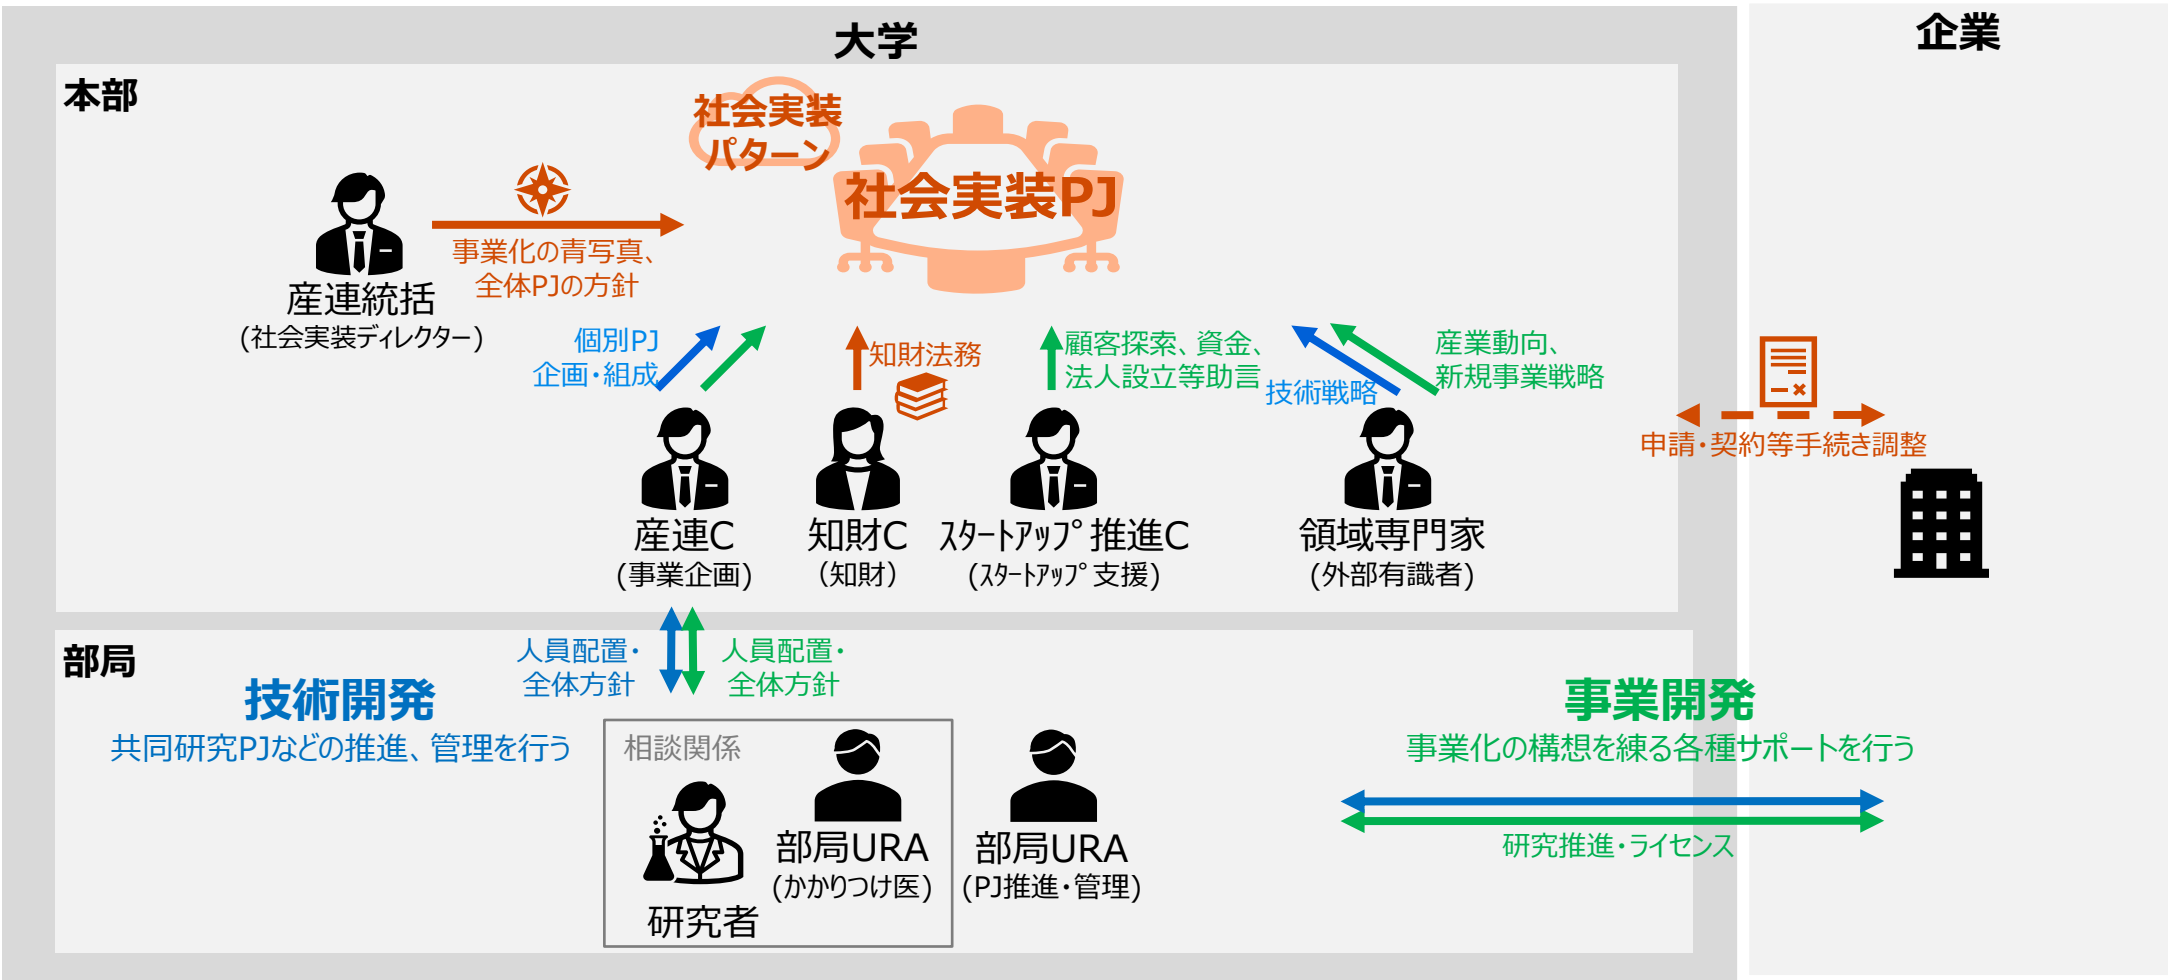 大学
企業
本部
社会実装
パターン
社会実装PJ
事業化の青写真、
全体PJの方針
産連統括
(社会実装ディレクター)
個別PJ
企画・組成
知財法務
顧客探索、資金、
法人設立等助言
技術戦略
産業動向、
新規事業戦略
申請・契約等手続き調整
産連C
(事業企画)
知財C
（知財）
ｽﾀｰﾄｱｯﾌﾟ推進C
(ｽﾀｰﾄｱｯﾌﾟ支援)
領域専門家
(外部有識者)
部局
人員配置・
全体方針
人員配置・
全体方針
技術開発
共同研究PJなどの推進、管理を行う
事業開発
事業化の構想を練る各種サポートを行う
相談関係
研究者
部局URA
(かかりつけ医)
部局URA
(PJ推進・管理)
研究推進・ライセンス